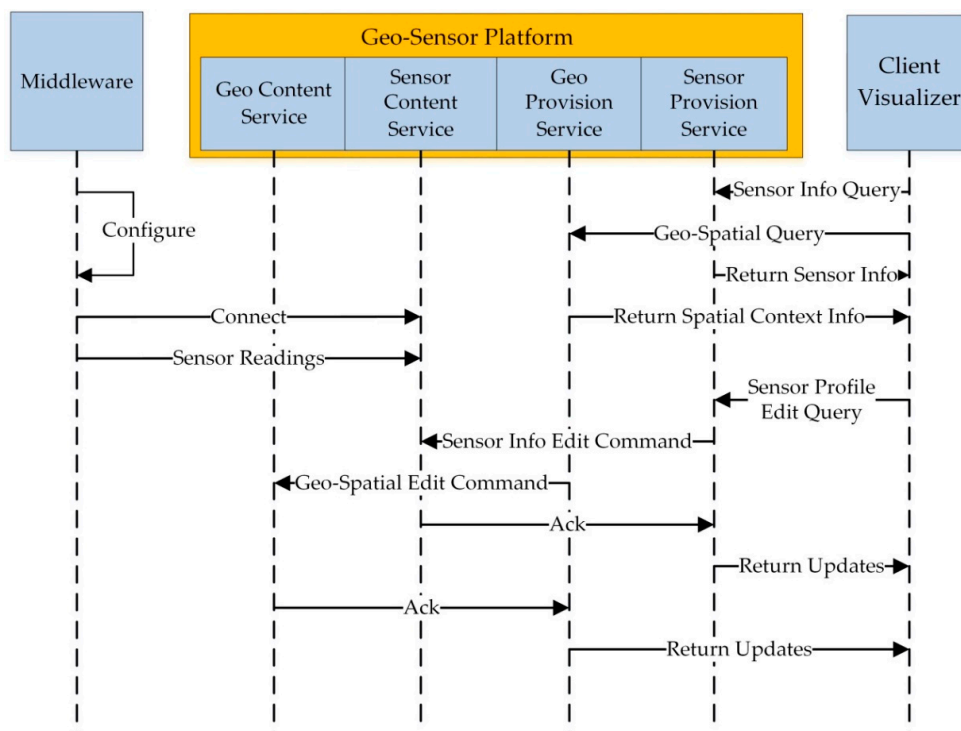 Geo-Sensor Platform
Middleware
Geo Content
Service
Sensor
Content
Service
Geo
Provision
Service
Sensor
Provision
Service
Client
Visualizer
Sensor Info Query
Configure
Geo-Spatial Query
Return Sensor Info
Connect
Return Spatial Context Info
Sensor Readings
Sensor Profile
Edit Query
Sensor Info Edit Command
Geo-Spatial Edit Command
Ack
Return Updates
Ack
Return Updates